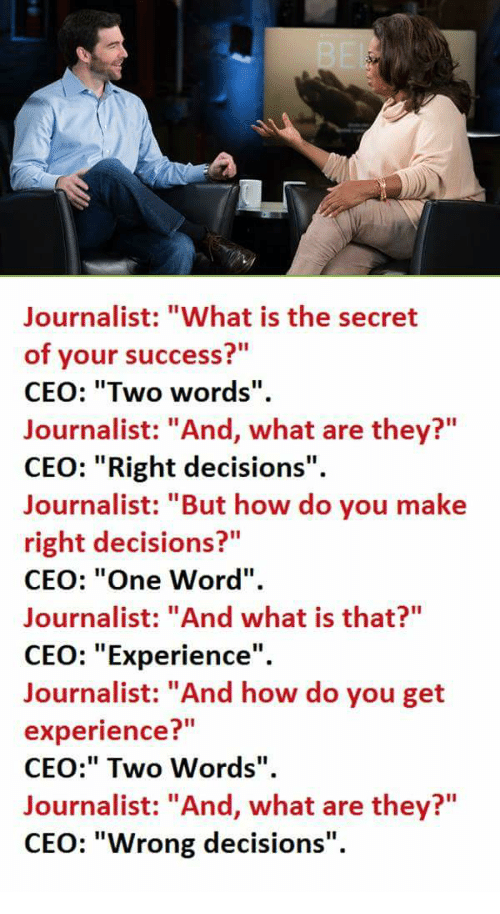 BE
Journalist: "What is the secret
of your success?"
CEO: "Two words".
Journalist: "And, what are they?"
CEO: "Right decisions".
Journalist: "But how do you make
right decisions?"
CEO: "One Word".
Journalist: "And what is that?"
CEO: "Experience".
Journalist: "And how do you get
experience?"
CEO:" Two Words".
Journalist: "And, what are they?"
CEO: "Wrong decisions".